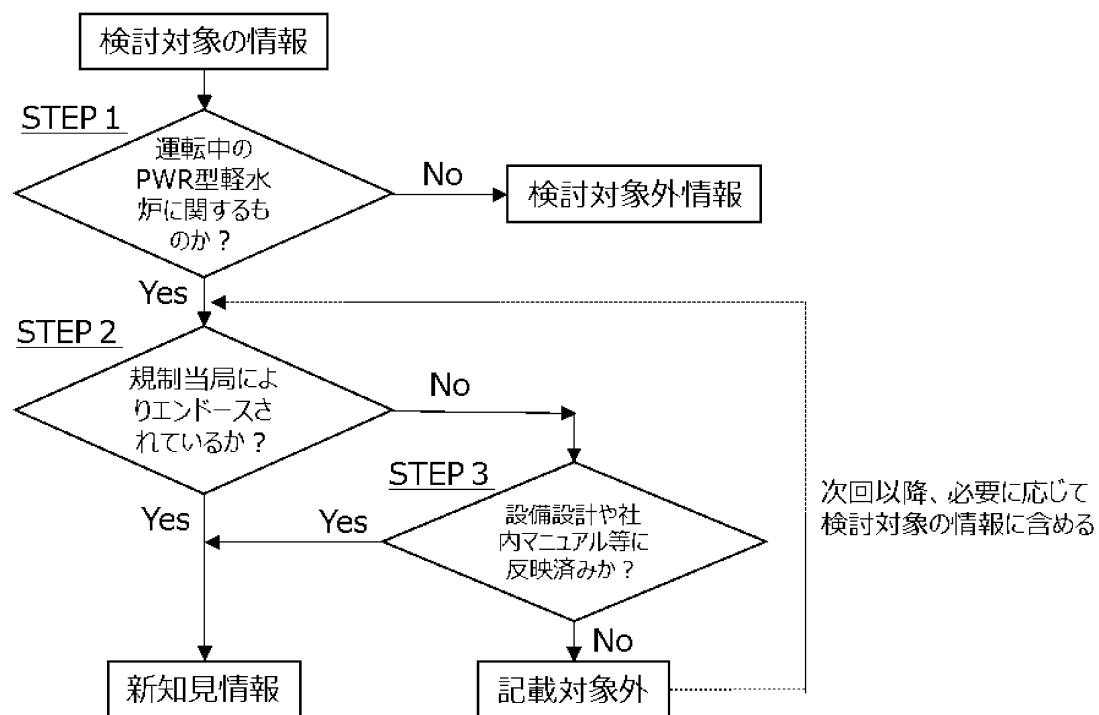 検討対象の情報
STEP 1
運転中の
PWR型軽水
炉に関するも
のか？
No
検討対象外情報
Yes
STEP 2
規制当局によ
りエンドースさ
れているか？
No
STEP 3
設備設計や社
内マニュアル等に
反映済みか？
Yes
Yes
次回以降、必要に応じて
検討対象の情報に含める
No
新知見情報
記載対象外